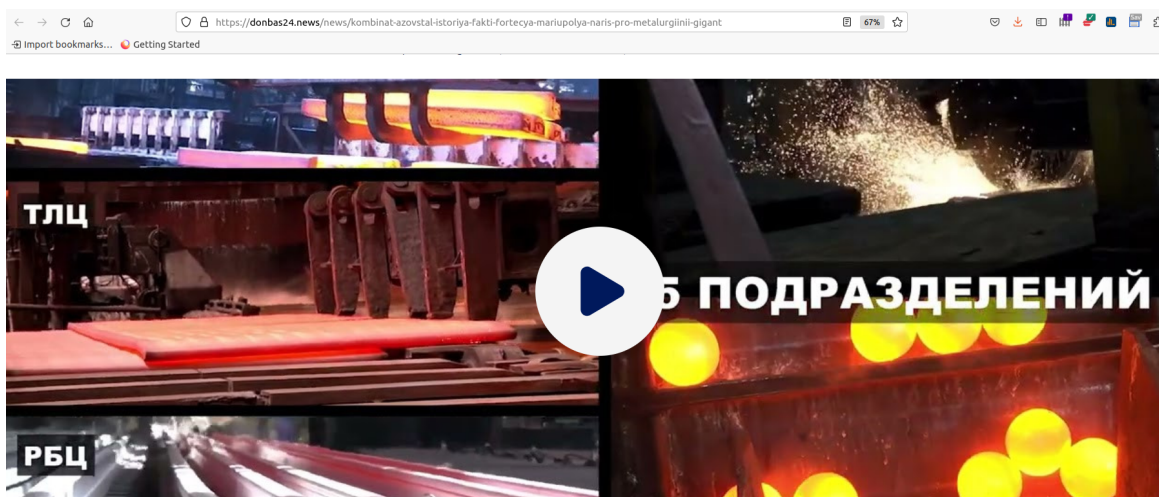 https://donbas24.news/news/kombinat-azovstal-istoriya-fakti-fortecya-mariupolya-naris-pro-metalurgiinii-gigant
67%
Import bookmarks...
Getting Started
ТЛЦ
5 ПОДРАЗДЕЛЕНИЙ
РБЦ